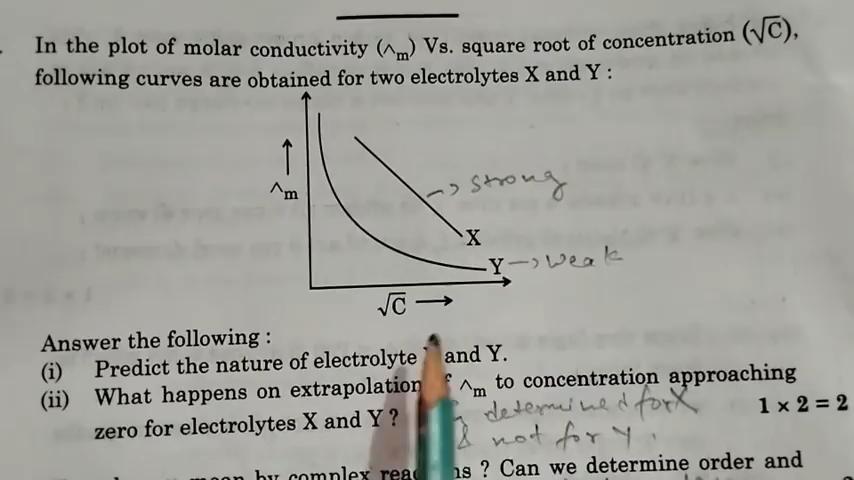 In the plot of molar conductivity (^m) Vs. square root of concentration (√C),
following curves are obtained for two electrolytes X and Y :
^m
-> strong
X
Y -> weak
√C
Answer the following :
(i) Predict the nature of electrolyte and Y.
(ii) What happens on extrapolation ^m to concentration approaching
zero for electrolytes X and Y ?
determined for X
& not for Y.
1 x 2 = 2
by complex ? Can we determine order and